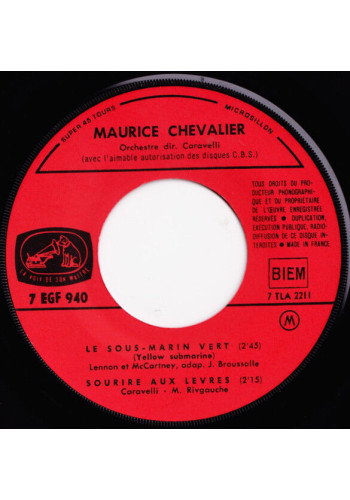 SUPER 45 TOURS
MICROSILLON
MAURICE CHEVALIER
Orchestre dir. Caravelli
(avec l'aimable autorisation des disques C.B.S.)
TOUS DROITS DU PRO-
DUCTEUR PHONOGRAPHI-
QUE ET DU PROPRIETAIRE
DE L'ŒUVRE ENREGISTREE
RESERVES • DUPLICATION,
EXÉCUTION PUBLIQUE, RADIO-
DIFFUSION DE CE DISQUE IN-
TERDITES • MADE IN FRANCE
LA VOIX DE SON MAITRE
7 EGF 940
BIEM
7 TLA 2211
M
LE SOUS-MARIN VERT (2'45)
(Yellow submarine)
Lennon et McCartney, adap. J. Broussolle
SOURIRE AUX LEVRES (2'15)
Caravelli - M. Rivgauche